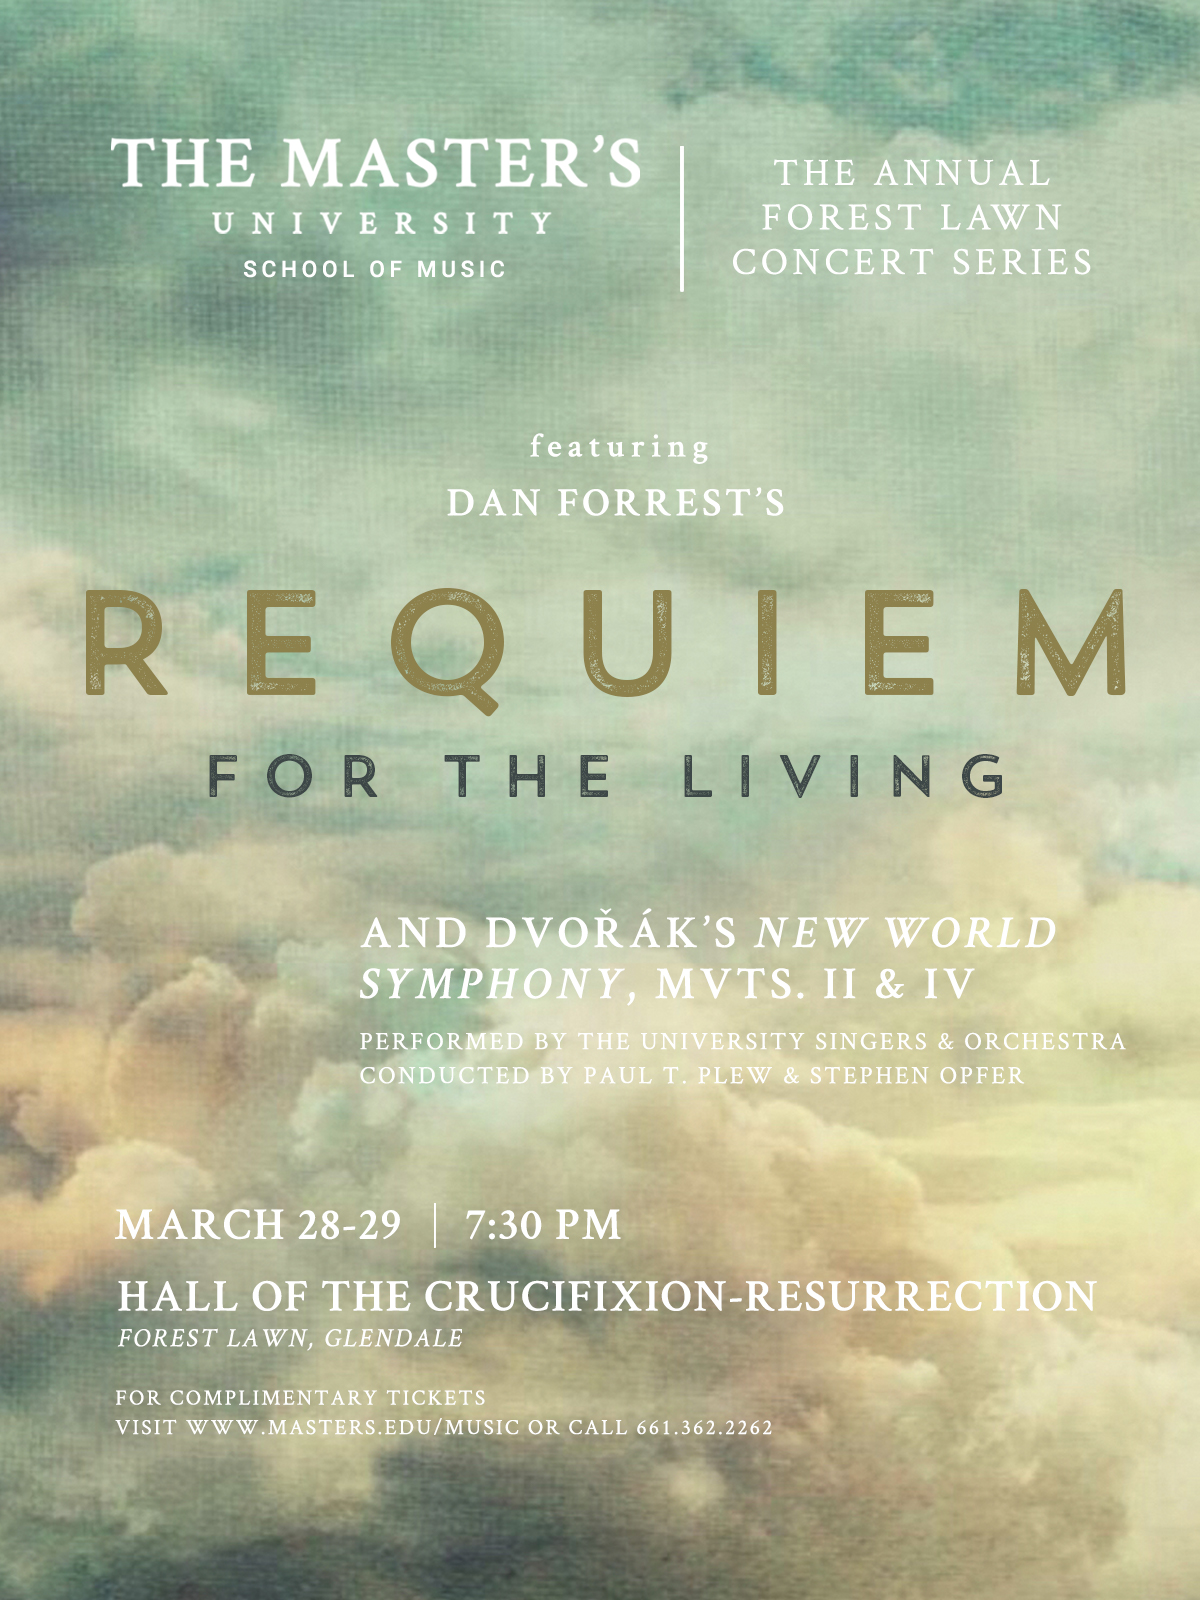 THE MASTER'S
UNIVERSITY
SCHOOL OF MUSIC
THE ANNUAL
FOREST LAWN
CONCERT SERIES
featuring
DAN FORREST'S
REQUIEM
FOR THE LIVING
AND DVOŘÁK'S NEW WORLD
SYMPHONY, MVTS. II & IV
PERFORMED BY THE UNIVERSITY SINGERS & ORCHESTRA
CONDUCTED BY PAUL T. PLEW & STEPHEN OPFER
MARCH 28-29 | 7:30 PM
HALL OF THE CRUCIFIXION-RESURRECTION
FOREST LAWN, GLENDALE
FOR COMPLIMENTARY TICKETS
VISIT WWW.MASTERS.EDU/MUSIC OR CALL 661.362.2262